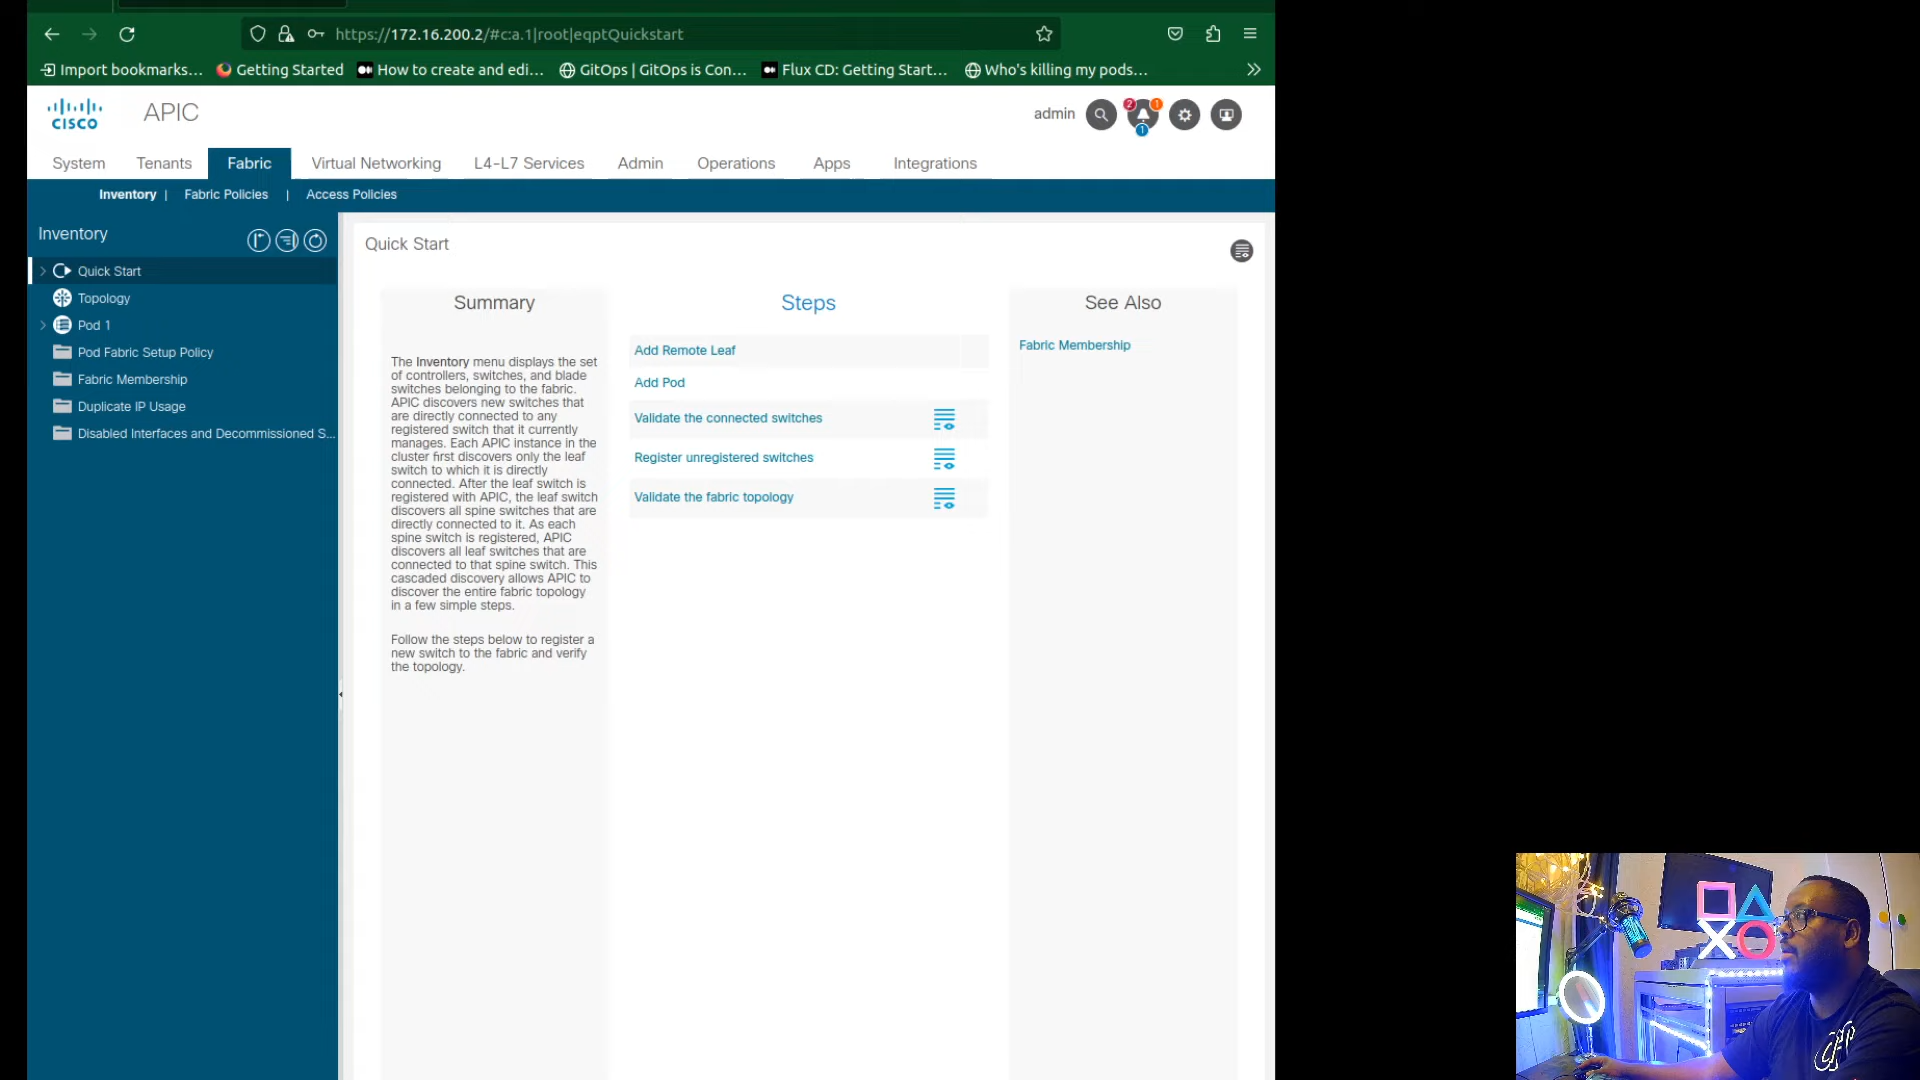 https://172.16.200.2/#c:a.1|root|eqptQuickstart
Import bookmarks...
Getting Started
How to create and edi...
GitOps | GitOps is Con...
Flux CD: Getting Start...
Who's killing my pods...
CISCO
APIC
admin
2
1
1
System
Tenants
Fabric
Virtual Networking
L4-L7 Services
Admin
Operations
Apps
Integrations
Inventory | Fabric Policies | Access Policies
Inventory
Quick Start
Topology
Pod 1
Pod Fabric Setup Policy
Fabric Membership
Duplicate IP Usage
Disabled Interfaces and Decommissioned S...
Quick Start
Summary
The Inventory menu displays the set
of controllers, switches, and blade
switches belonging to the fabric.
APIC discovers new switches that
are directly connected to any
registered switch that it currently
manages. Each APIC instance in the
cluster first discovers only the leaf
switch to which it is directly
connected. After the leaf switch is
registered with APIC, the leaf switch
discovers all spine switches that are
directly connected to it. As each
spine switch is registered, APIC
discovers all leaf switches that are
connected to that spine switch. This
cascaded discovery allows APIC to
discover the entire fabric topology
in a few simple steps.
Follow the steps below to register a
new switch to the fabric and verify
the topology.
Steps
Add Remote Leaf
Add Pod
Validate the connected switches
Register unregistered switches
Validate the fabric topology
See Also
Fabric Membership